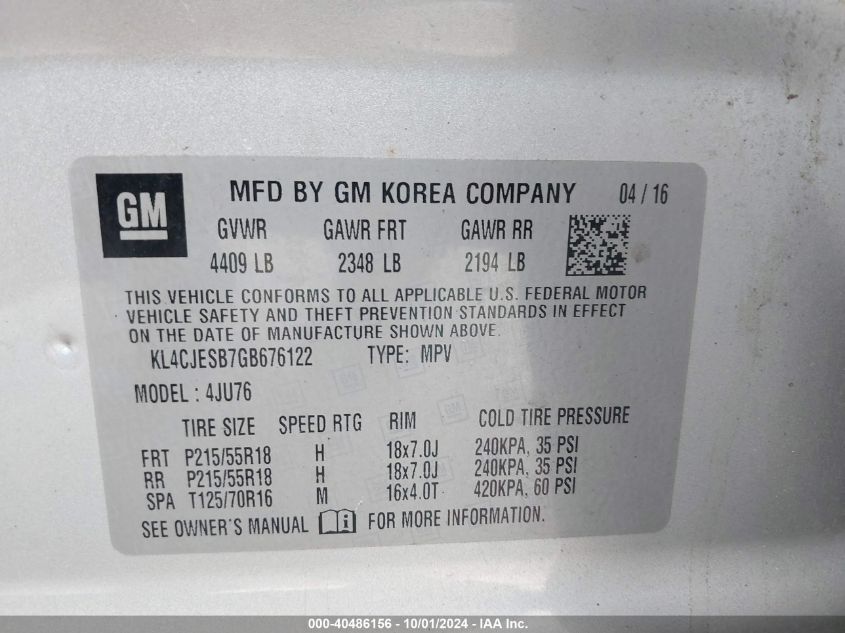 GM
MFD BY GM KOREA COMPANY 04 / 16
GVWR GAWR FRT GAWR RR
4409 LB 2348 LB 2194 LB
THIS VEHICLE CONFORMS TO ALL APPLICABLE U.S. FEDERAL MOTOR
VEHICLE SAFETY AND THEFT PREVENTION STANDARDS IN EFFECT
ON THE DATE OF MANUFACTURE SHOWN ABOVE.
KL4CJESB7GB676122 TYPE: MPV
MODEL : 4JU76
TIRE SIZE SPEED RTG RIM COLD TIRE PRESSURE
FRT P215/55R18 H 18x7.0J 240KPA, 35 PSI
RR P215/55R18 H 18x7.0J 240KPA, 35 PSI
SPA T125/70R16 M 16x4.0T 420KPA, 60 PSI
SEE OWNER'S MANUAL FOR MORE INFORMATION.
000-40486156 - 10/01/2024 - IAA Inc.